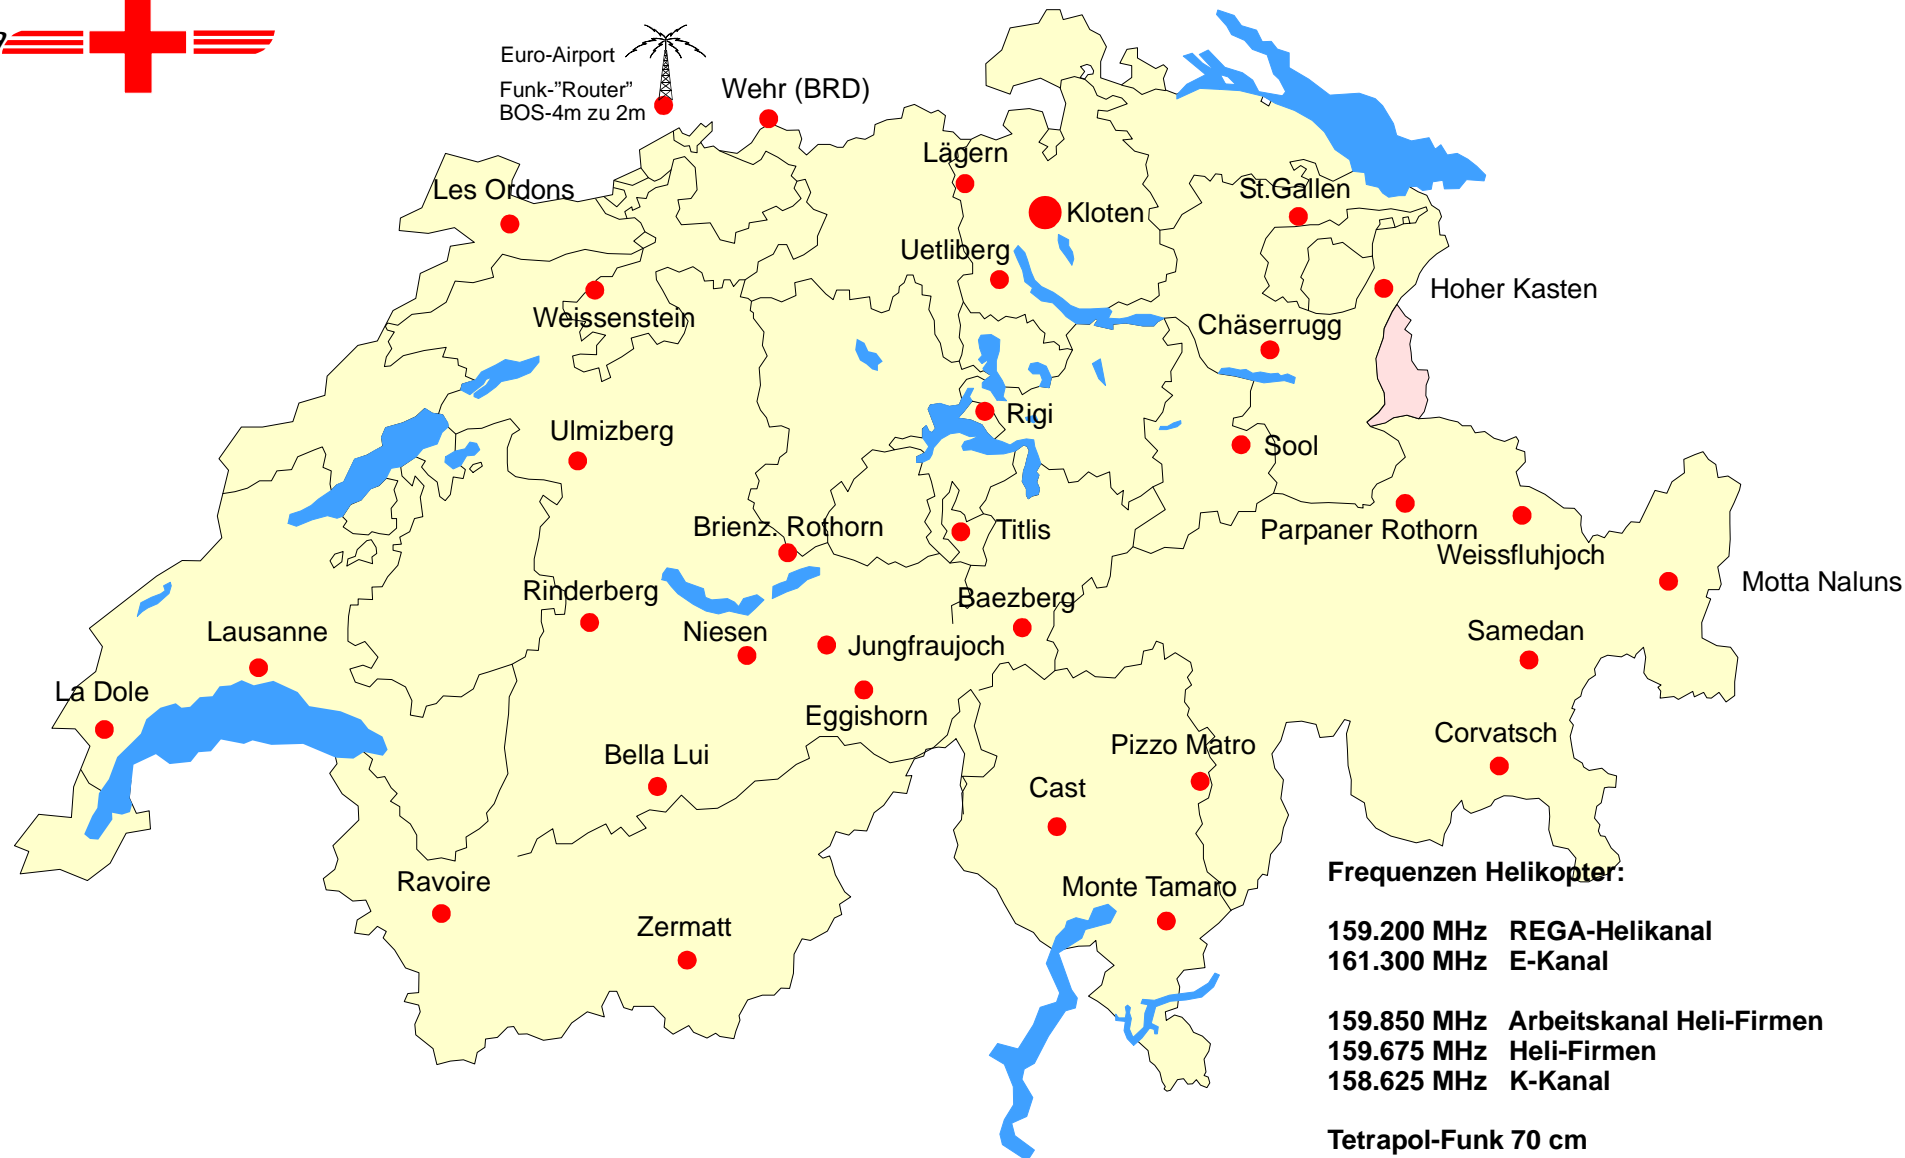 Euro-Airport
Funk-"Router"
BOS-4m zu 2m
Wehr (BRD)
Lägern
Les Ordons
St.Gallen
Kloten
Uetliberg
Hoher Kasten
Weissenstein
Chäserrugg
Rigi
Ulmizberg
Sool
Brienz. Rothorn
Titlis
Parpaner Rothorn
Weissfluhjoch
Motta Naluns
Rinderberg
Baezberg
Lausanne
Niesen
Jungfraujoch
Samedan
La Dole
Eggishorn
Corvatsch
Bella Lui
Pizzo Matro
Cast
Ravoire
Monte Tamaro
Zermatt
Frequenzen Helikopter:
159.200 MHz REGA-Helikanal
161.300 MHz E-Kanal
159.850 MHz Arbeitskanal Heli-Firmen
159.675 MHz Heli-Firmen
158.625 MHz K-Kanal
Tetrapol-Funk 70 cm